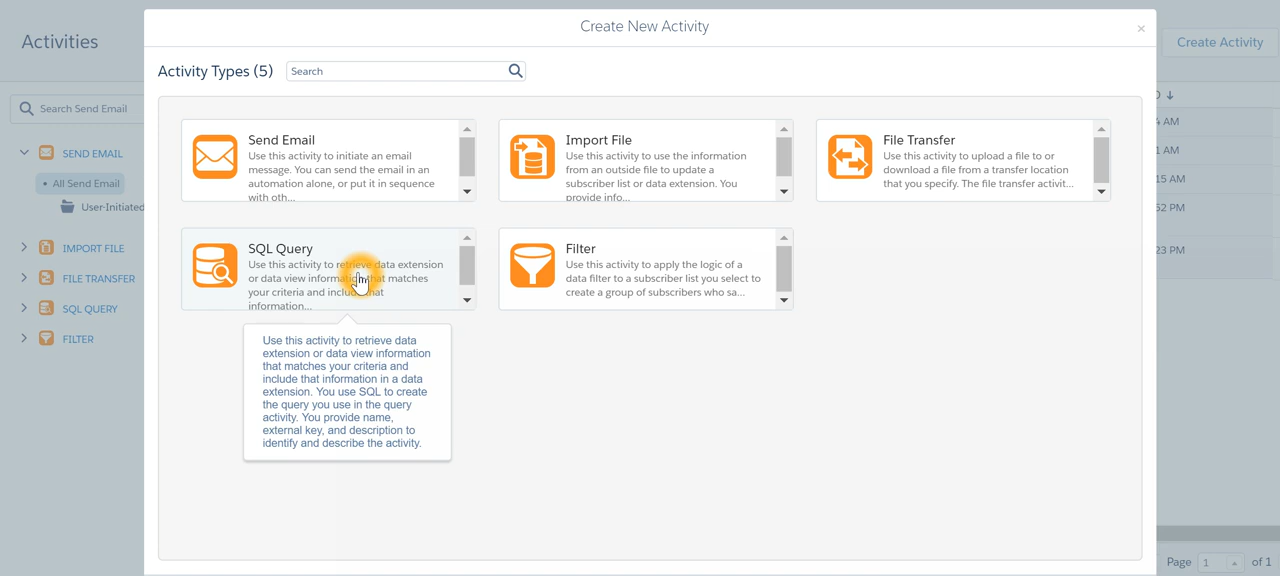 Create New Activity
×
Activities
Create Activity
Activity Types (5)
Search
Search Send Email
SEND EMAIL
• All Send Email
User-Initiated
IMPORT FILE
FILE TRANSFER
SQL QUERY
FILTER
Send Email
Use this activity to initiate an email
message. You can send the email in an
automation alone, or put it in sequence
with oth...
Import File
Use this activity to use the information
from an outside file to update a
subscriber list or data extension. You
provide info...
File Transfer
Use this activity to upload a file to or
download a file from a transfer location
that you specify. The file transfer activit...
SQL Query
Use this activity to retrieve data extension
or data view information that matches
your criteria and include that
information...
Filter
Use this activity to apply the logic of a
data filter to a subscriber list you select to
create a group of subscribers who sa...
Use this activity to retrieve data
extension or data view information
that matches your criteria and
include that information in a data
extension. You use SQL to create
the query you use in the query
activity. You provide name,
external key, and description to
identify and describe the activity.
AM
AM
15 AM
52 PM
23 PM
Page 1 of 1